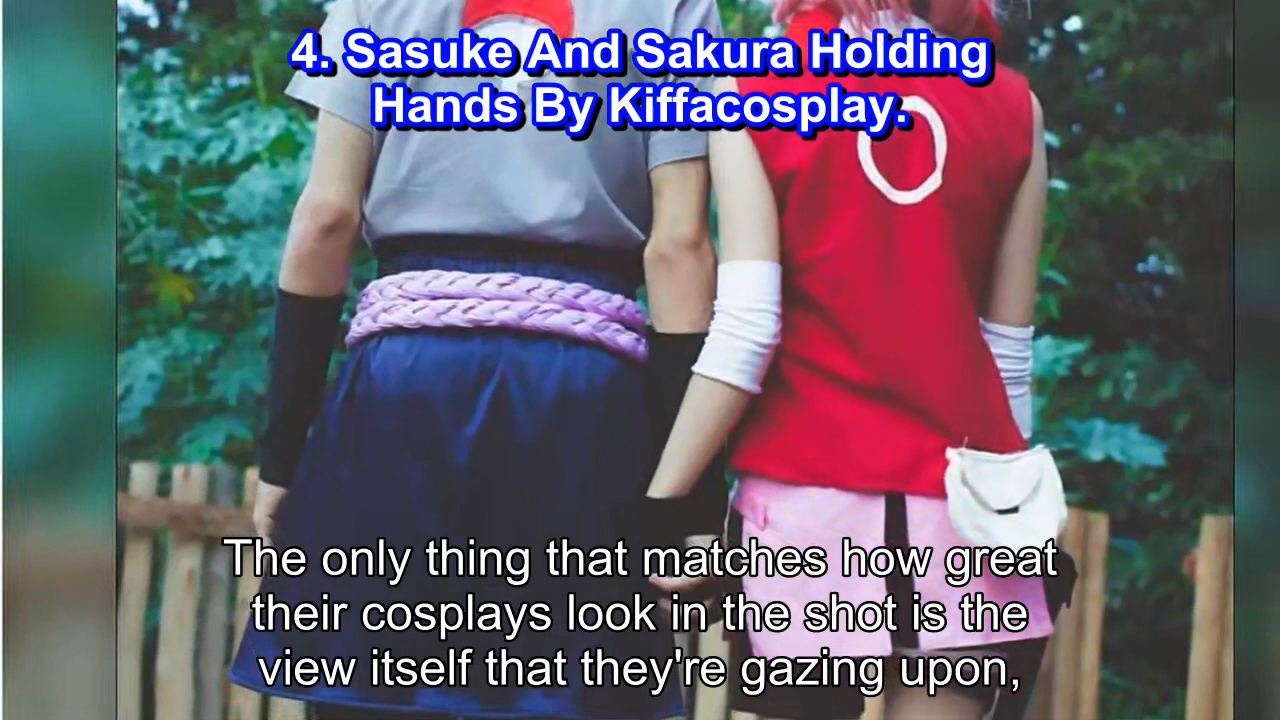 4. Sasuke And Sakura Holding
Hands By Kiffacosplay.
The only thing that matches how great
their cosplays look in the shot is the
view itself that they're gazing upon,